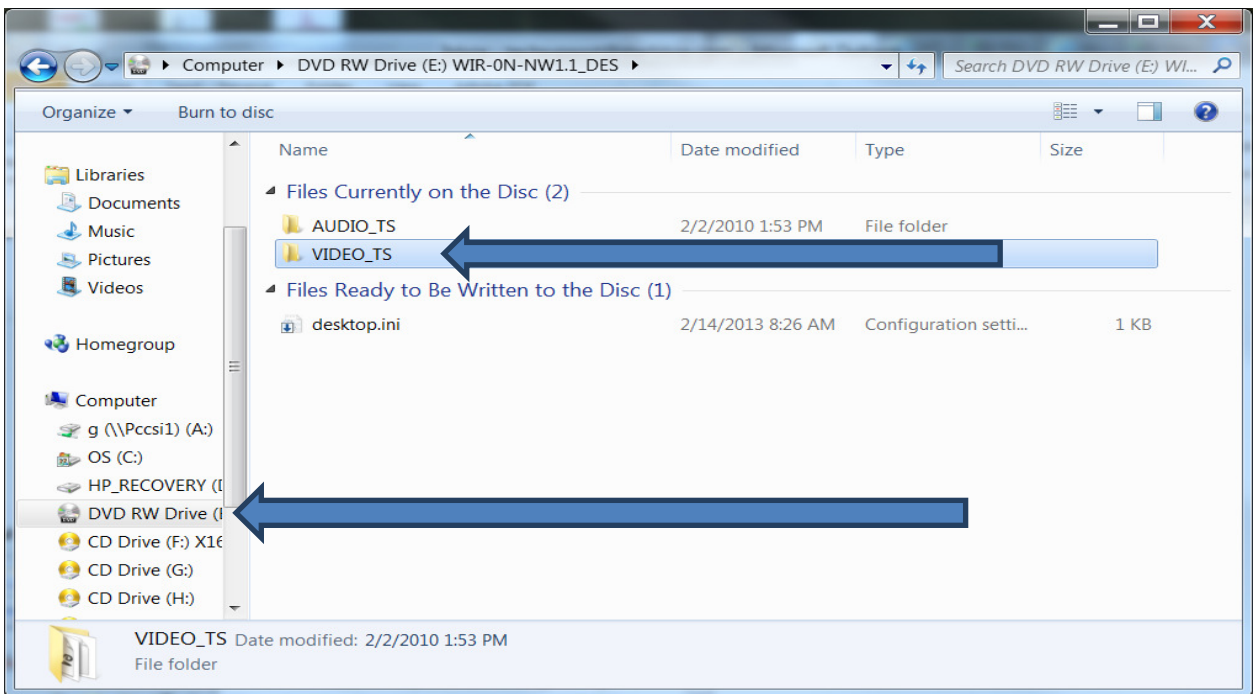 Computer ▸ DVD RW Drive (E:) WIR-0N-NW1.1_DES ▸
Search DVD RW Drive (E:) WI...
Organize Burn to disc
Name Date modified Type Size
Libraries
Documents
Music
Pictures
Videos
Homegroup
Computer
g (\\Pccsi1) (A:)
OS (C:)
HP_RECOVERY (
DVD RW Drive (
CD Drive (F:) X16
CD Drive (G:)
CD Drive (H:)
Files Currently on the Disc (2)
AUDIO_TS 2/2/2010 1:53 PM File folder
VIDEO_TS
Files Ready to Be Written to the Disc (1)
desktop.ini 2/14/2013 8:26 AM Configuration setti... 1 KB
VIDEO_TS Date modified: 2/2/2010 1:53 PM
File folder